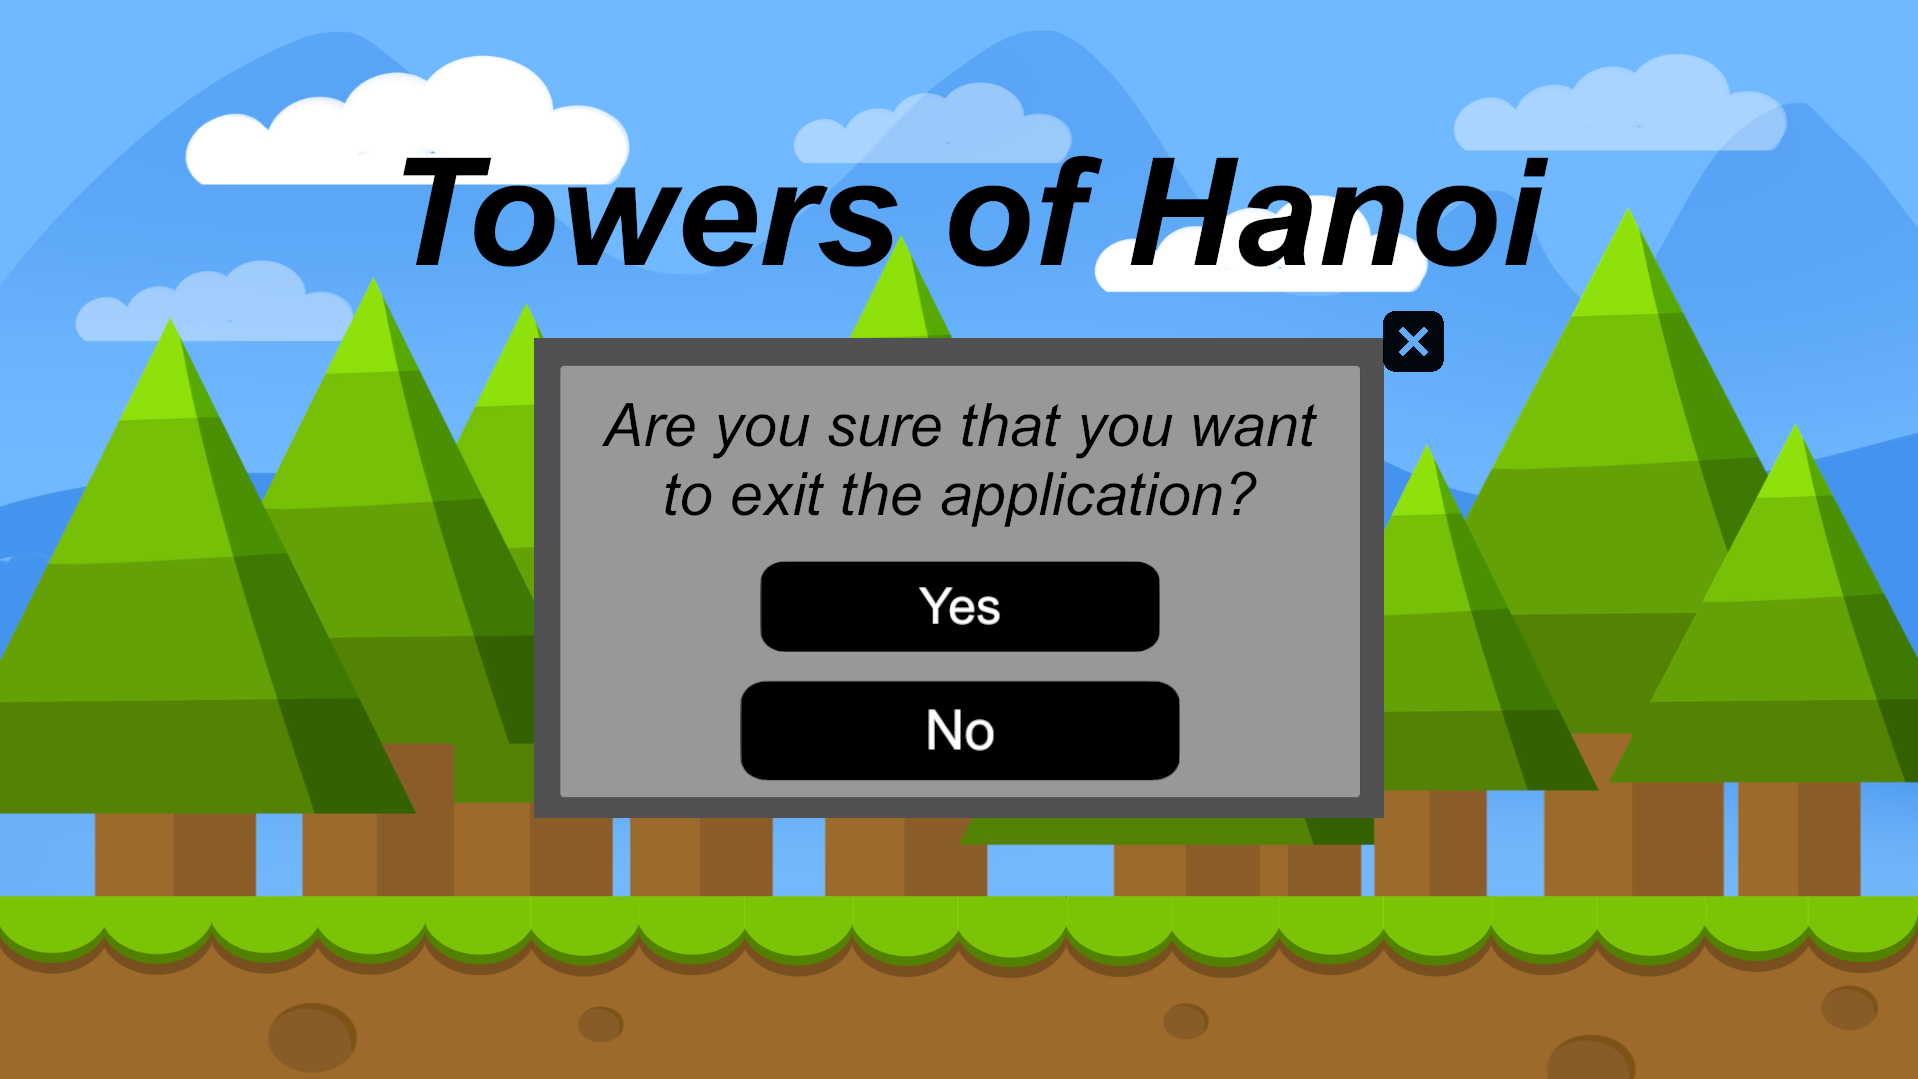 Towers of Hanoi
Are you sure that you want
to exit the application?
Yes
No